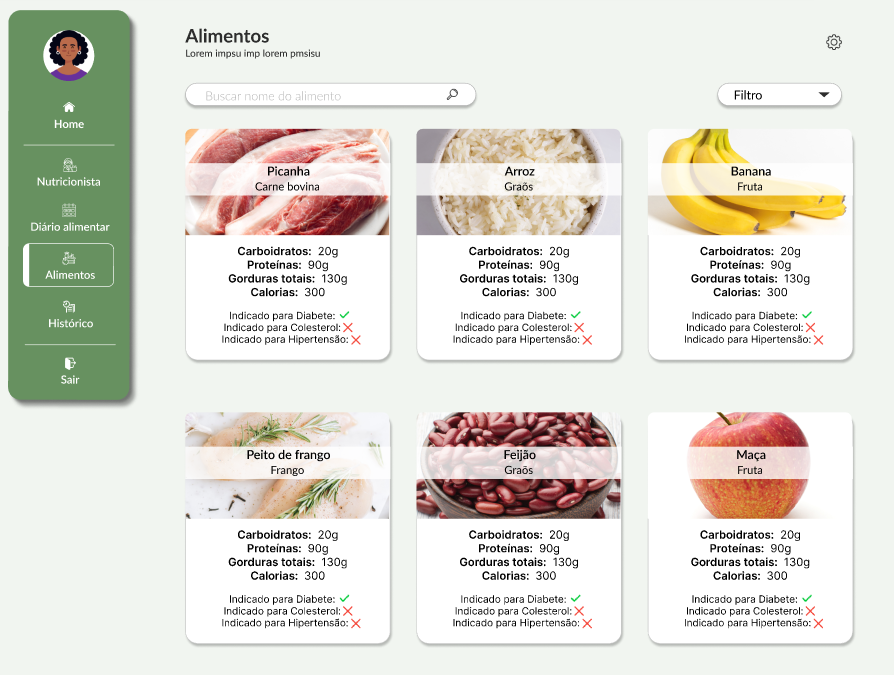 Home
Nutricionista
Diário alimentar
Alimentos
Histórico
Sair
Alimentos
Lorem impsu imp lorem pmsisu
Buscar nome do alimento
Filtro
Picanha
Carne bovina
Carboidratos: 20g
Proteínas: 90g
Gorduras totais: 130g
Calorias: 300
Indicado para Diabete:
Indicado para Colesterol:
Indicado para Hipertensão:
Arroz
Graõs
Carboidratos: 20g
Proteínas: 90g
Gorduras totais: 130g
Calorias: 300
Indicado para Diabete:
Indicado para Colesterol:
Indicado para Hipertensão:
Banana
Fruta
Carboidratos: 20g
Proteínas: 90g
Gorduras totais: 130g
Calorias: 300
Indicado para Diabete:
Indicado para Colesterol:
Indicado para Hipertensão:
Peito de frango
Frango
Carboidratos: 20g
Proteínas: 90g
Gorduras totais: 130g
Calorias: 300
Indicado para Diabete:
Indicado para Colesterol:
Indicado para Hipertensão:
Feijão
Graõs
Carboidratos: 20g
Proteínas: 90g
Gorduras totais: 130g
Calorias: 300
Indicado para Diabete:
Indicado para Colesterol:
Indicado para Hipertensão:
Maça
Fruta
Carboidratos: 20g
Proteínas: 90g
Gorduras totais: 130g
Calorias: 300
Indicado para Diabete:
Indicado para Colesterol:
Indicado para Hipertensão: